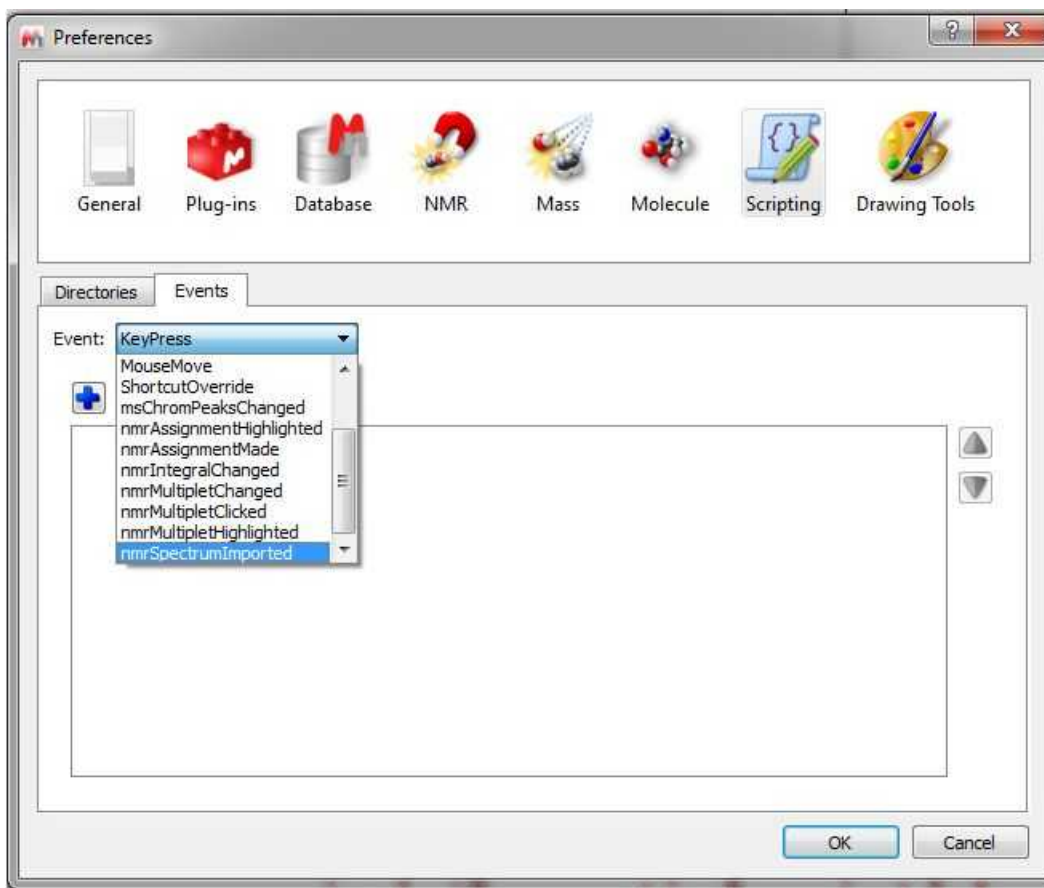 Preferences
General Plug-ins Database NMR Mass Molecule Scripting Drawing Tools
Directories Events
Event: KeyPress
MouseMove
ShortcutOverride
msChromPeaksChanged
nmrAssignmentHighlighted
nmrAssignmentMade
nmrIntegralChanged
nmrMultipletChanged
nmrMultipletClicked
nmrMultipletHighlighted
nmrSpectrumImported
OK Cancel